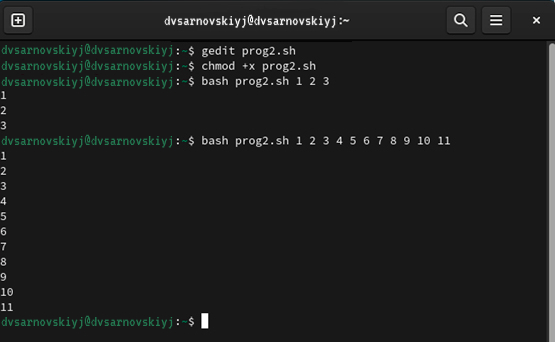 dvsarnovskiyj@dvsarnovskiyj:~
dvsarnovskiyj@dvsarnovskiyj:~$ gedit prog2.sh
dvsarnovskiyj@dvsarnovskiyj:~$ chmod +x prog2.sh
dvsarnovskiyj@dvsarnovskiyj:~$ bash prog2.sh 1 2 3
1
2
3
dvsarnovskiyj@dvsarnovskiyj:~$ bash prog2.sh 1 2 3 4 5 6 7 8 9 10 11
1
2
3
4
5
6
7
8
9
10
11
dvsarnovskiyj@dvsarnovskiyj:~$